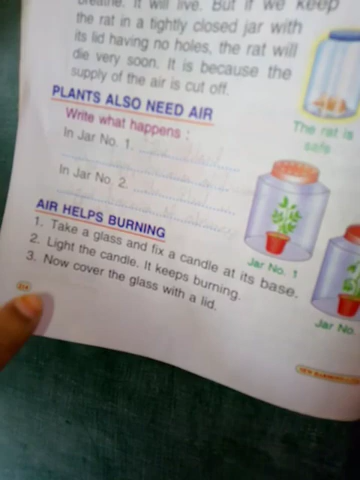 breathe. It will live. But if we keep
the rat in a tightly closed jar with
its lid having no holes, the rat will
die very soon. It is because the
supply of the air is cut off.
The rat is
safe
PLANTS ALSO NEED AIR
Write what happens :
In Jar No. 1.
In Jar No. 2.
Jar No. 1
Jar No.
AIR HELPS BURNING
1. Take a glass and fix a candle at its base.
2. Light the candle. It keeps burning.
3. Now cover the glass with a lid.